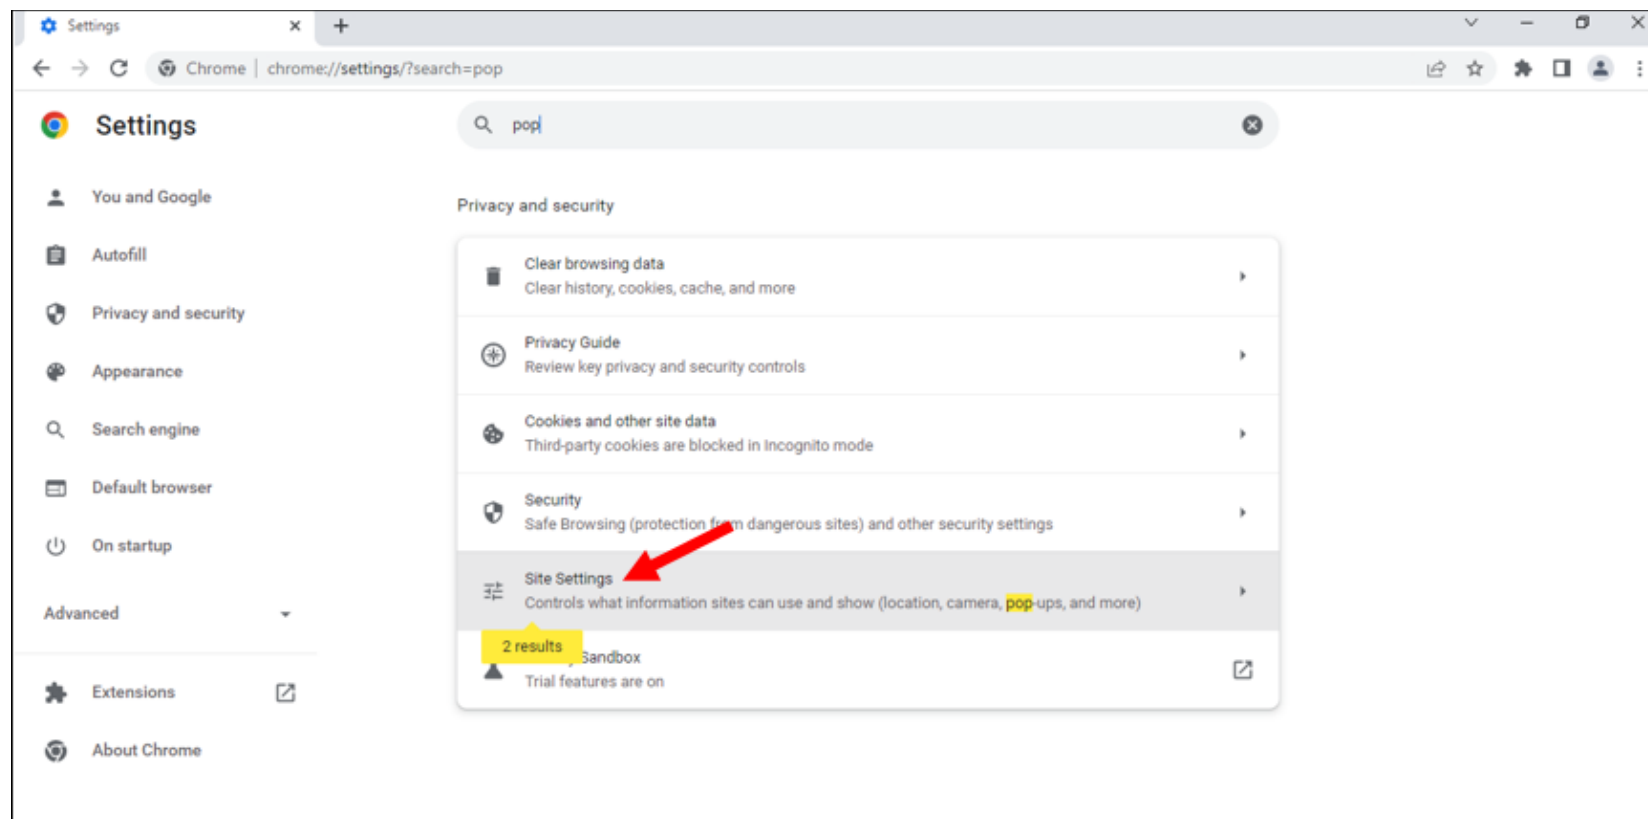 Settings
Chrome | chrome://settings/?search=pop
Settings
pop
You and Google
Autofill
Privacy and security
Appearance
Search engine
Default browser
On startup
Advanced
Extensions
About Chrome
Privacy and security
Clear browsing data
Clear history, cookies, cache, and more
Privacy Guide
Review key privacy and security controls
Cookies and other site data
Third-party cookies are blocked in Incognito mode
Security
Safe Browsing (protection from dangerous sites) and other security settings
Site Settings
Controls what information sites can use and show (location, camera, pop-ups, and more)
2 results
Sandbox
Trial features are on